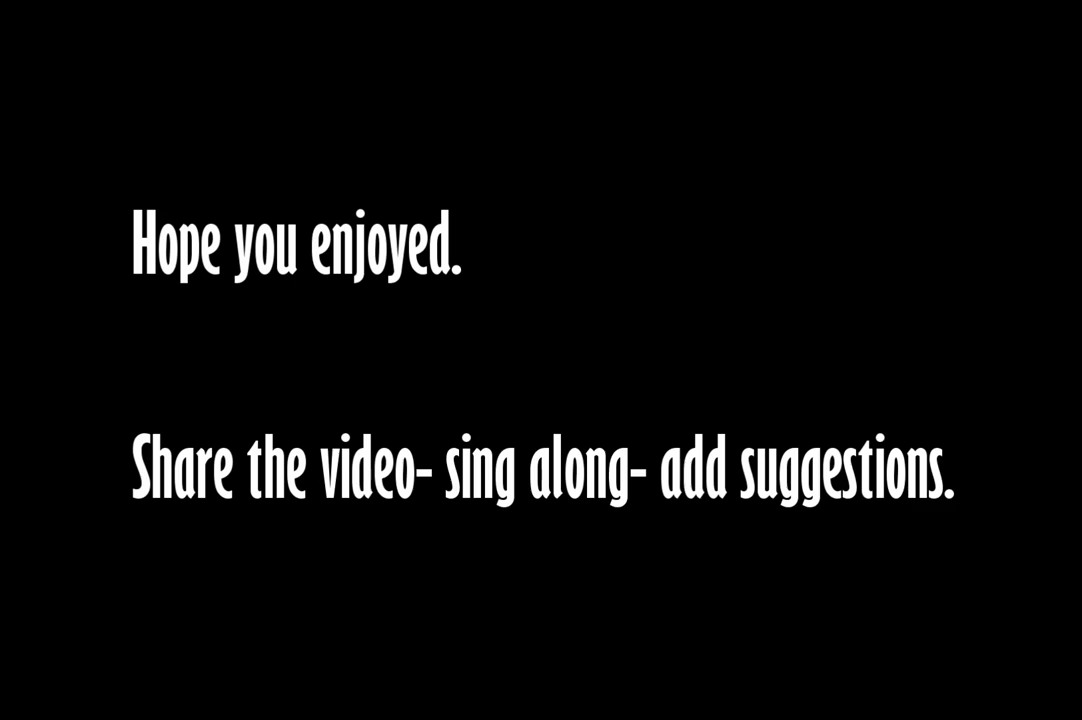 Hope you enjoyed.
Share the video- sing along- add suggestions.